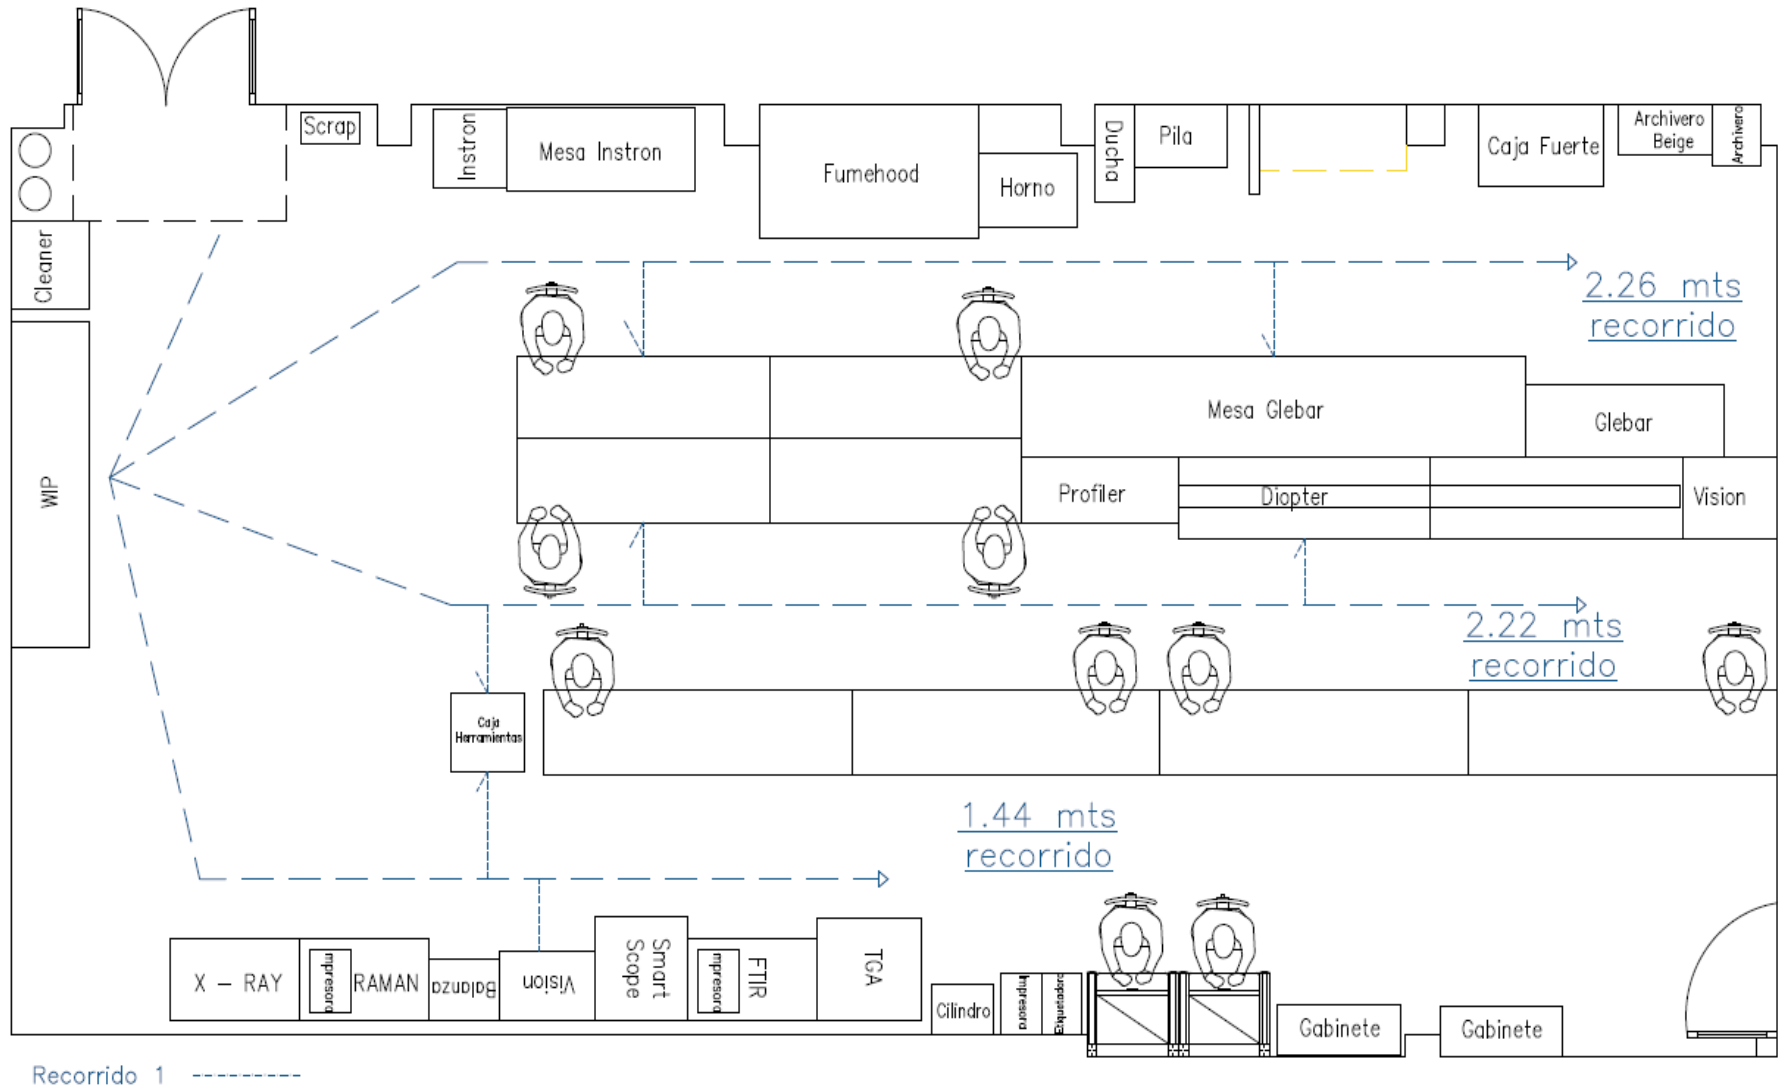 Scrap
Instron
Mesa Instron
Fumehood
Horno
Ducha
Pila
Caja Fuerte
Archivero
Beige
Archivero
Cleaner
2.26 mts
recorrido
Mesa Glebar
Glebar
WIP
Profiler
Diopter
Vision
2.22 mts
recorrido
Caja
Herramientas
1.44 mts
recorrido
X – RAY
Impresora
RAMAN
Balanza
Vision
Smart
Scope
Impresora
FTIR
TGA
Cilindro
Impresora
Etiquetadora
Gabinete
Gabinete
Recorrido 1